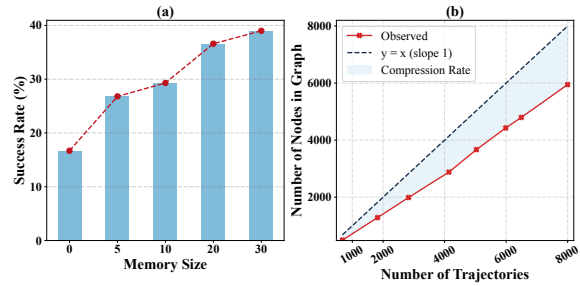 (a)
Success Rate (%)
40
30
20
10
0
0 5 10 20 30
Memory Size
(b)
Number of Nodes in Graph
8000
6000
4000
2000
Observed
y = x (slope 1)
Compression Rate
1000 2000 4000 6000 8000
Number of Trajectories